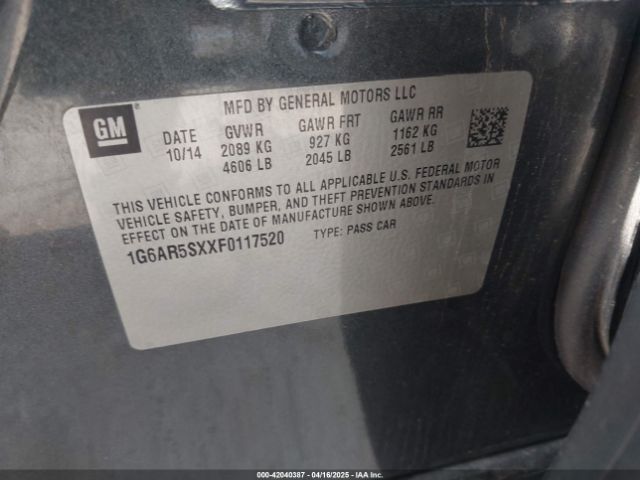 GM
MFD BY GENERAL MOTORS LLC
DATE GVWR GAWR FRT GAWR RR
10/14 2089 KG 927 KG 1162 KG
4606 LB 2045 LB 2561 LB
THIS VEHICLE CONFORMS TO ALL APPLICABLE U.S. FEDERAL MOTOR
VEHICLE SAFETY, BUMPER, AND THEFT PREVENTION STANDARDS IN
EFFECT ON THE DATE OF MANUFACTURE SHOWN ABOVE.
1G6AR5SXXF0117520 TYPE: PASS CAR
000-42040387 - 04/16/2025 - IAA Inc.